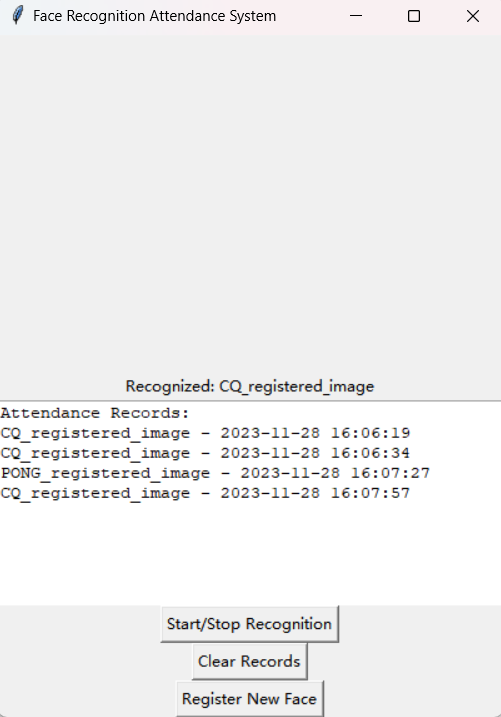 Face Recognition Attendance System
Recognized: CQ_registered_image
Attendance Records:
CQ_registered_image - 2023-11-28 16:06:19
CQ_registered_image - 2023-11-28 16:06:34
PONG_registered_image - 2023-11-28 16:07:27
CQ_registered_image - 2023-11-28 16:07:57
Start/Stop Recognition
Clear Records
Register New Face